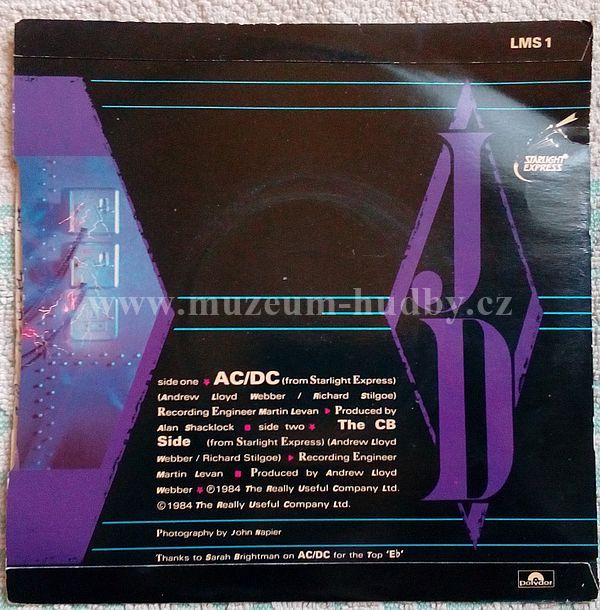 LMS 1
STARLIGHT
EXPRESS
J
D
www.muzeum-hudby.cz
side one ★ AC/DC (from Starlight Express)
(Andrew Lloyd Webber / Richard Stilgoe)
Recording Engineer Martin Levan ▶ Produced by
Alan Shacklock ■ side two ★ The CB
Side (from Starlight Express) (Andrew Lloyd
Webber / Richard Stilgoe) ▶ Recording Engineer
Martin Levan ■ Produced by Andrew Lloyd
Webber ★ ℗1984 The Really Useful Company Ltd.
©1984 The Really Useful Company Ltd.
Photography by John Napier
Thanks to Sarah Brightman on AC/DC for the Top 'E♭'
polydor